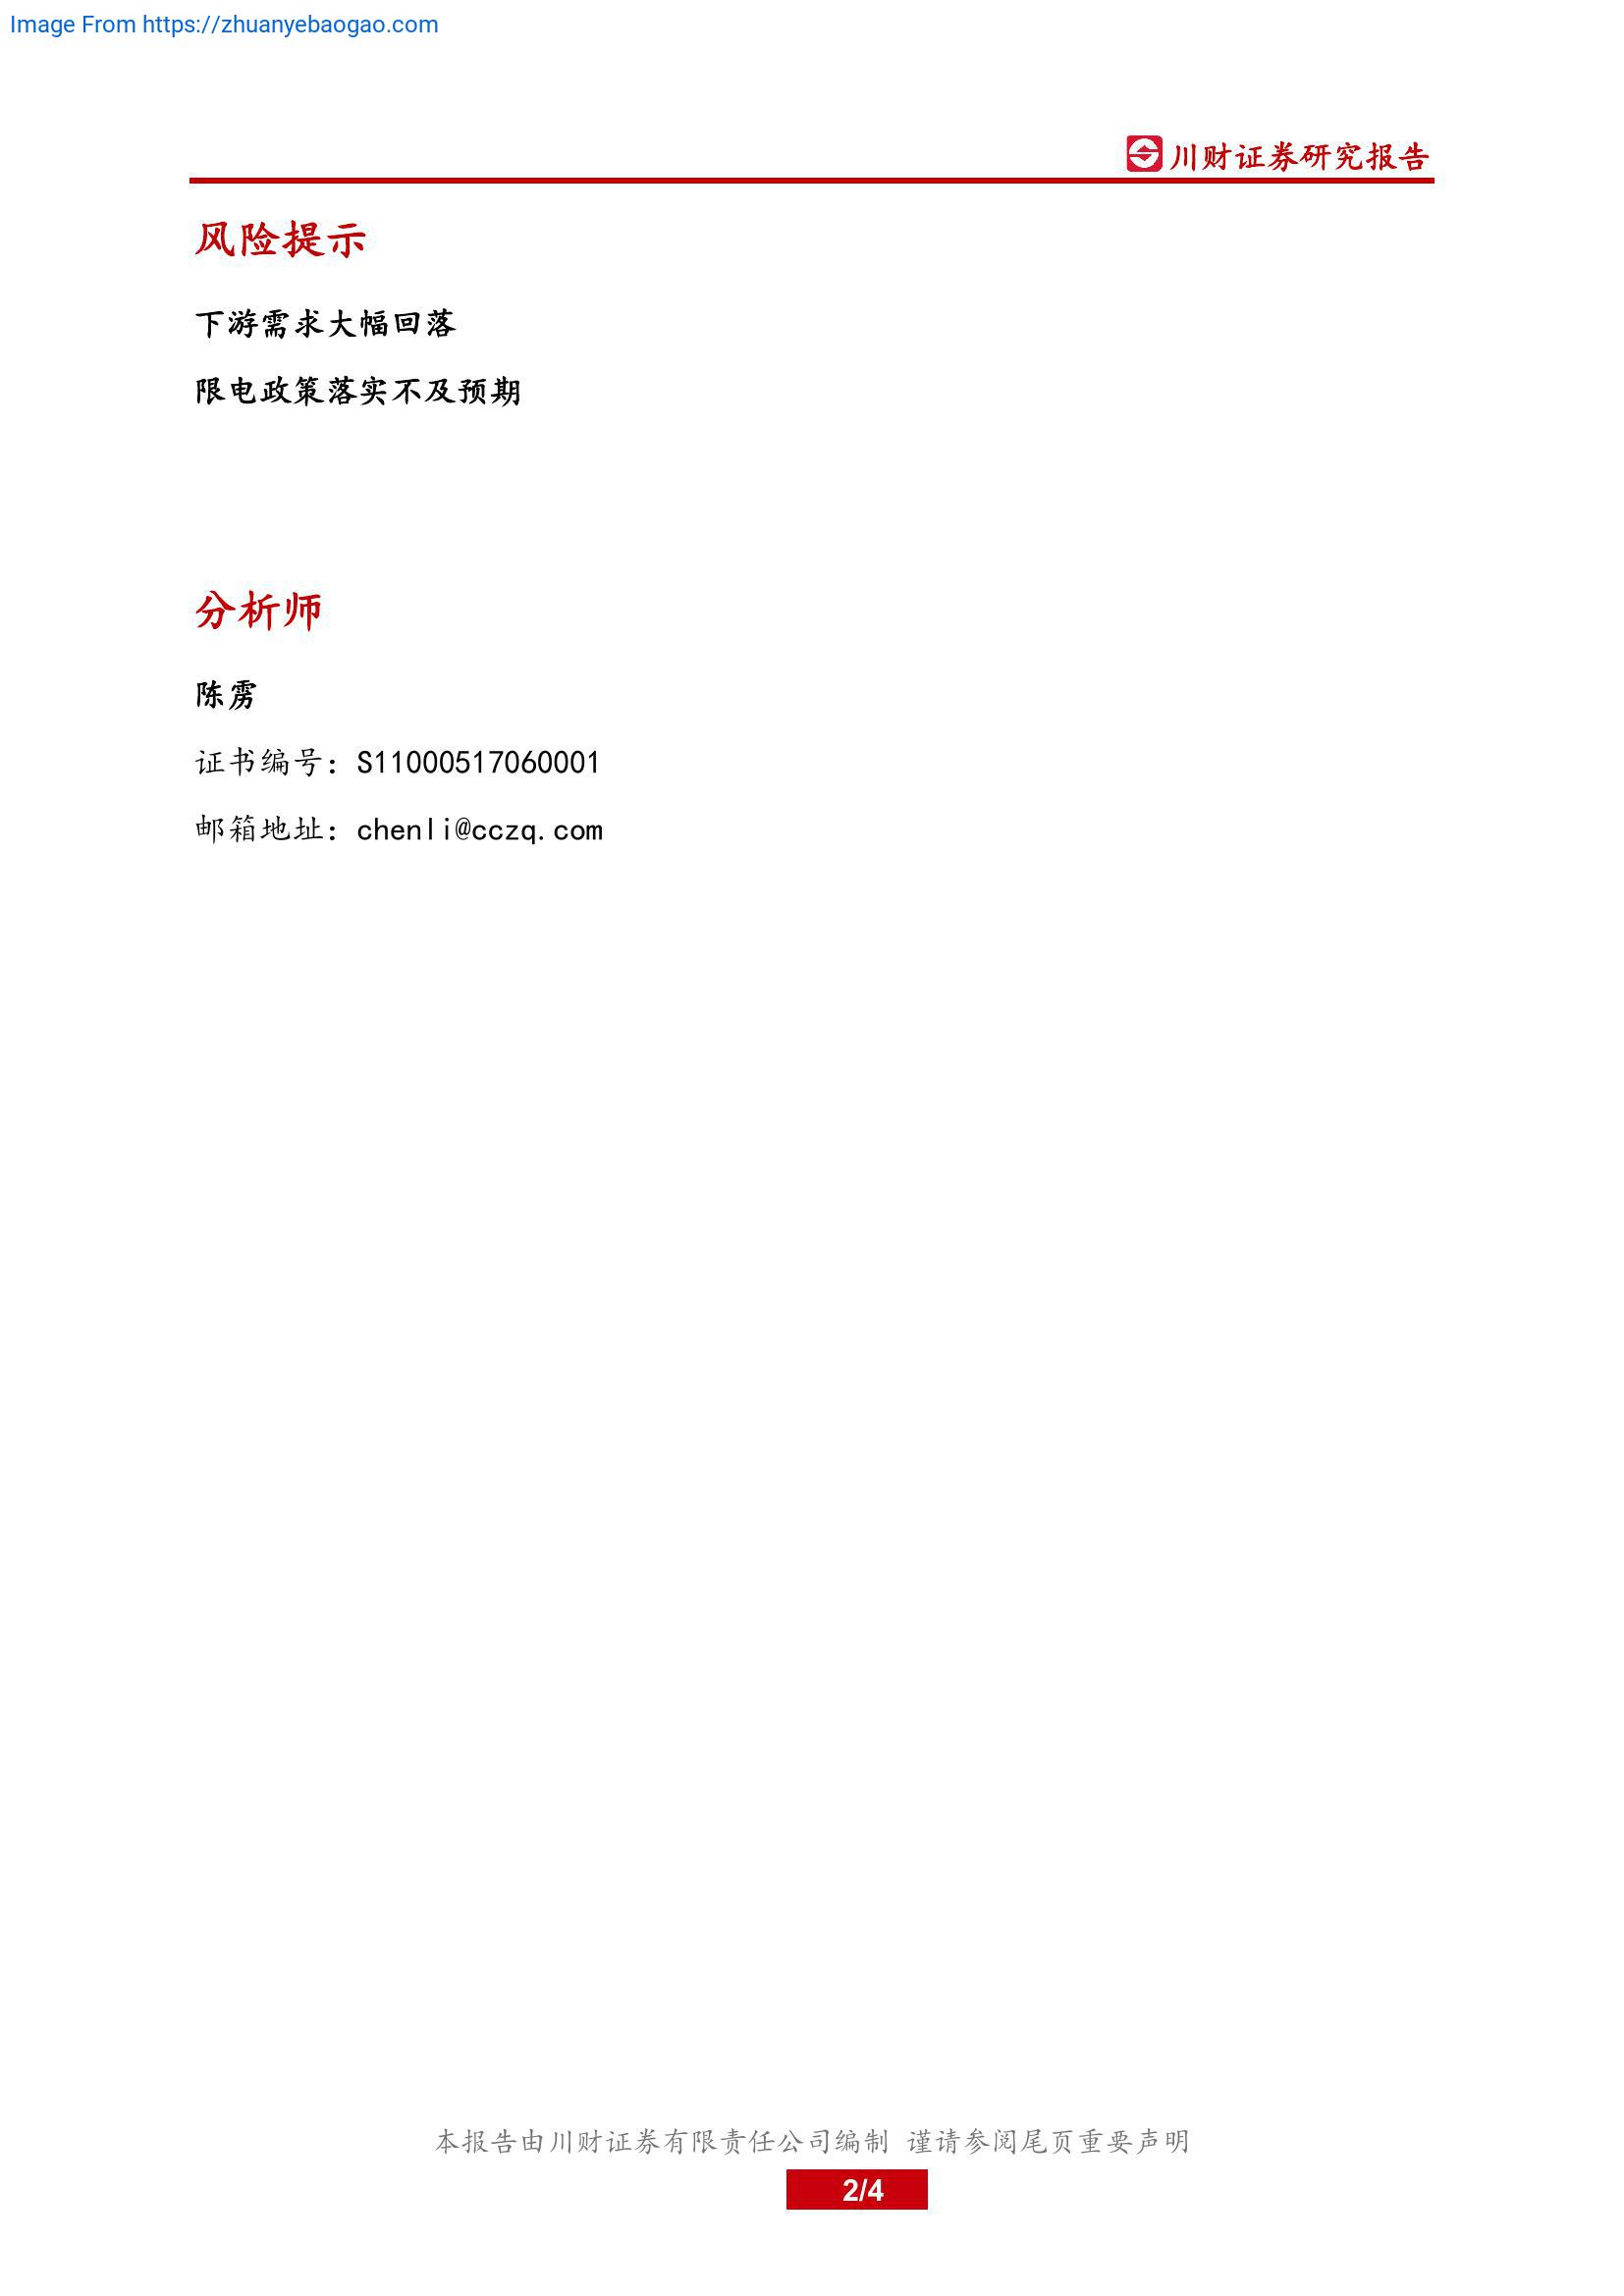 Image From https://zhuanyebaogao.com
川财证券研究报告
风险提示
下游需求大幅回落
限电政策落实不及预期
分析师
陈雳
证书编号：S11000517060001
邮箱地址：chenli@cczq.com
本报告由川财证券有限责任公司编制 谨请参阅尾页重要声明
2/4